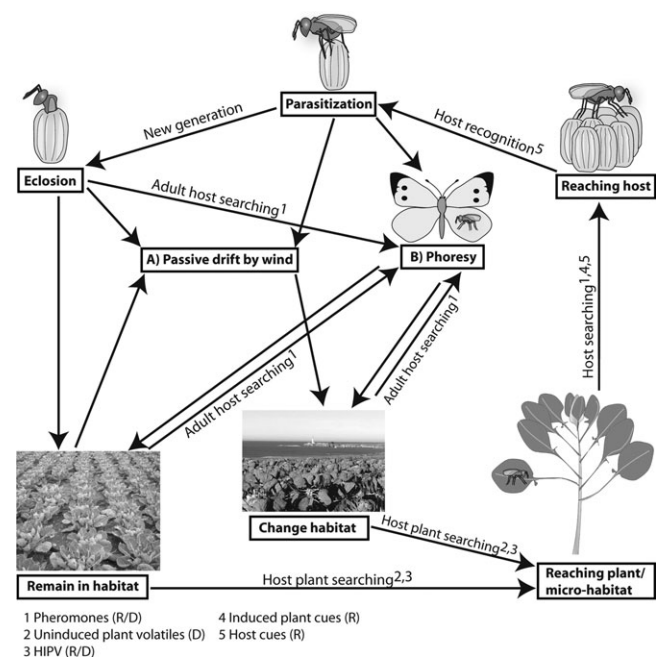 Parasitization
New generation
Host recognition5
Eclosion
Adult host searching1
Reaching host
A) Passive drift by wind
B) Phoresy
Adult host searching1
Adult host searching1
Host searching1,4,5
Change habitat
Host plant searching2,3
Remain in habitat
Host plant searching2,3
Reaching plant/
micro-habitat
1 Pheromones (R/D)
2 Uninduced plant volatiles (D)
3 HIPV (R/D)
4 Induced plant cues (R)
5 Host cues (R)